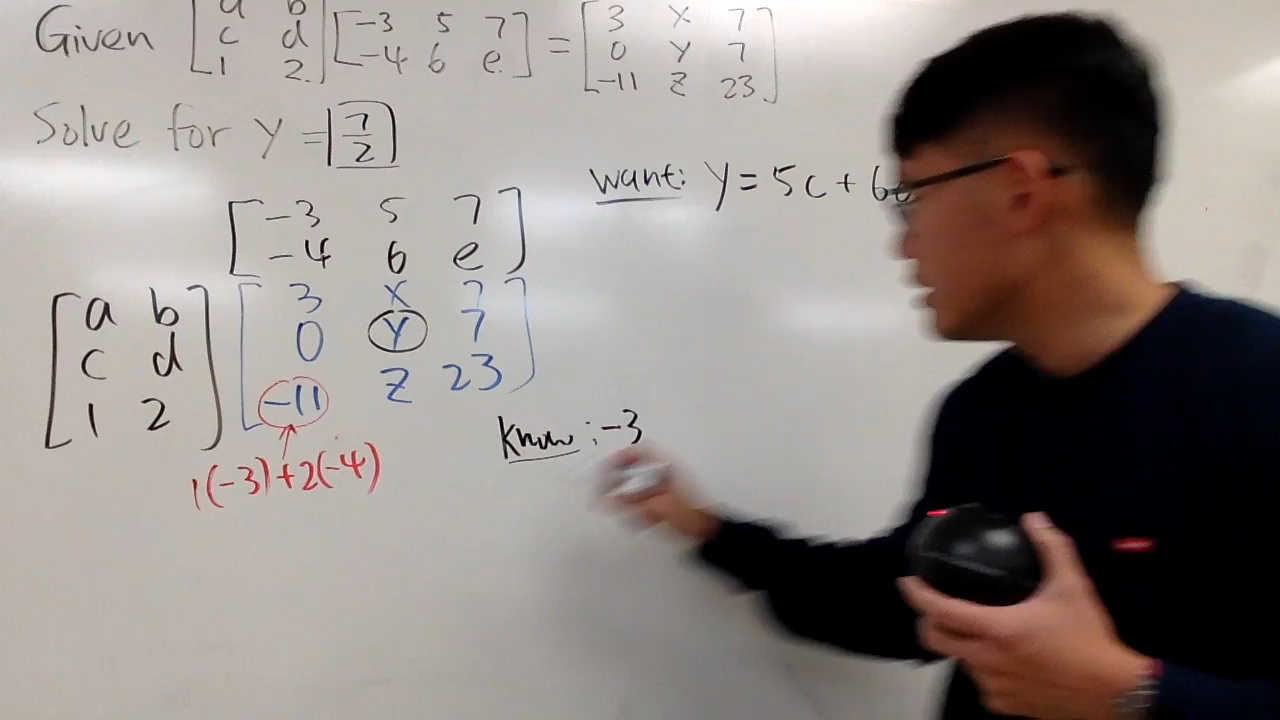 Given [a b] [-3 5 7] = [3 x 7]
[c d] [-4 6 e] [0 y 7]
[1 2] [-11 z 23]
Solve for y = 7/2
want: y = 5c + 6
[-3 5 7]
[-4 6 e]
[a b] [3 x 7]
[c d] [0 y 7]
[1 2] [-11 z 23]
1(-3)+2(-4)
Know: -3